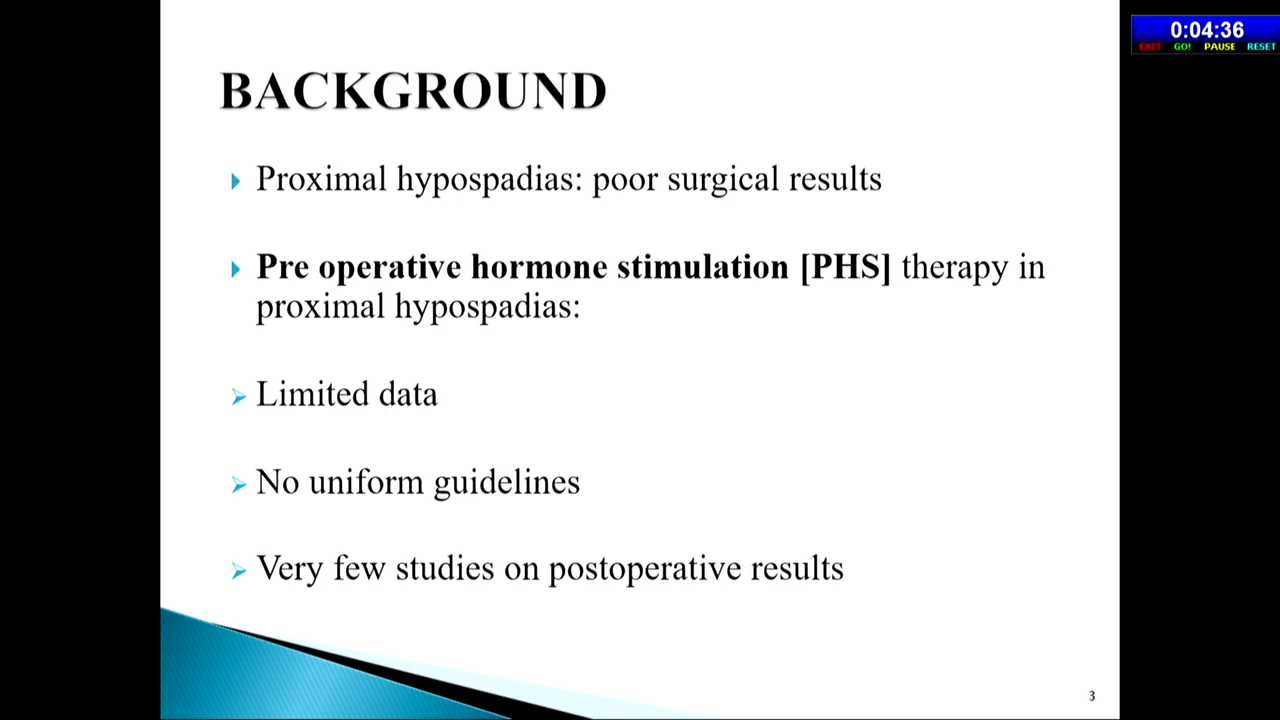 0:04:36
EXIT GO! PAUSE RESET
BACKGROUND
Proximal hypospadias: poor surgical results
Pre operative hormone stimulation [PHS] therapy in
proximal hypospadias:
Limited data
No uniform guidelines
Very few studies on postoperative results
3